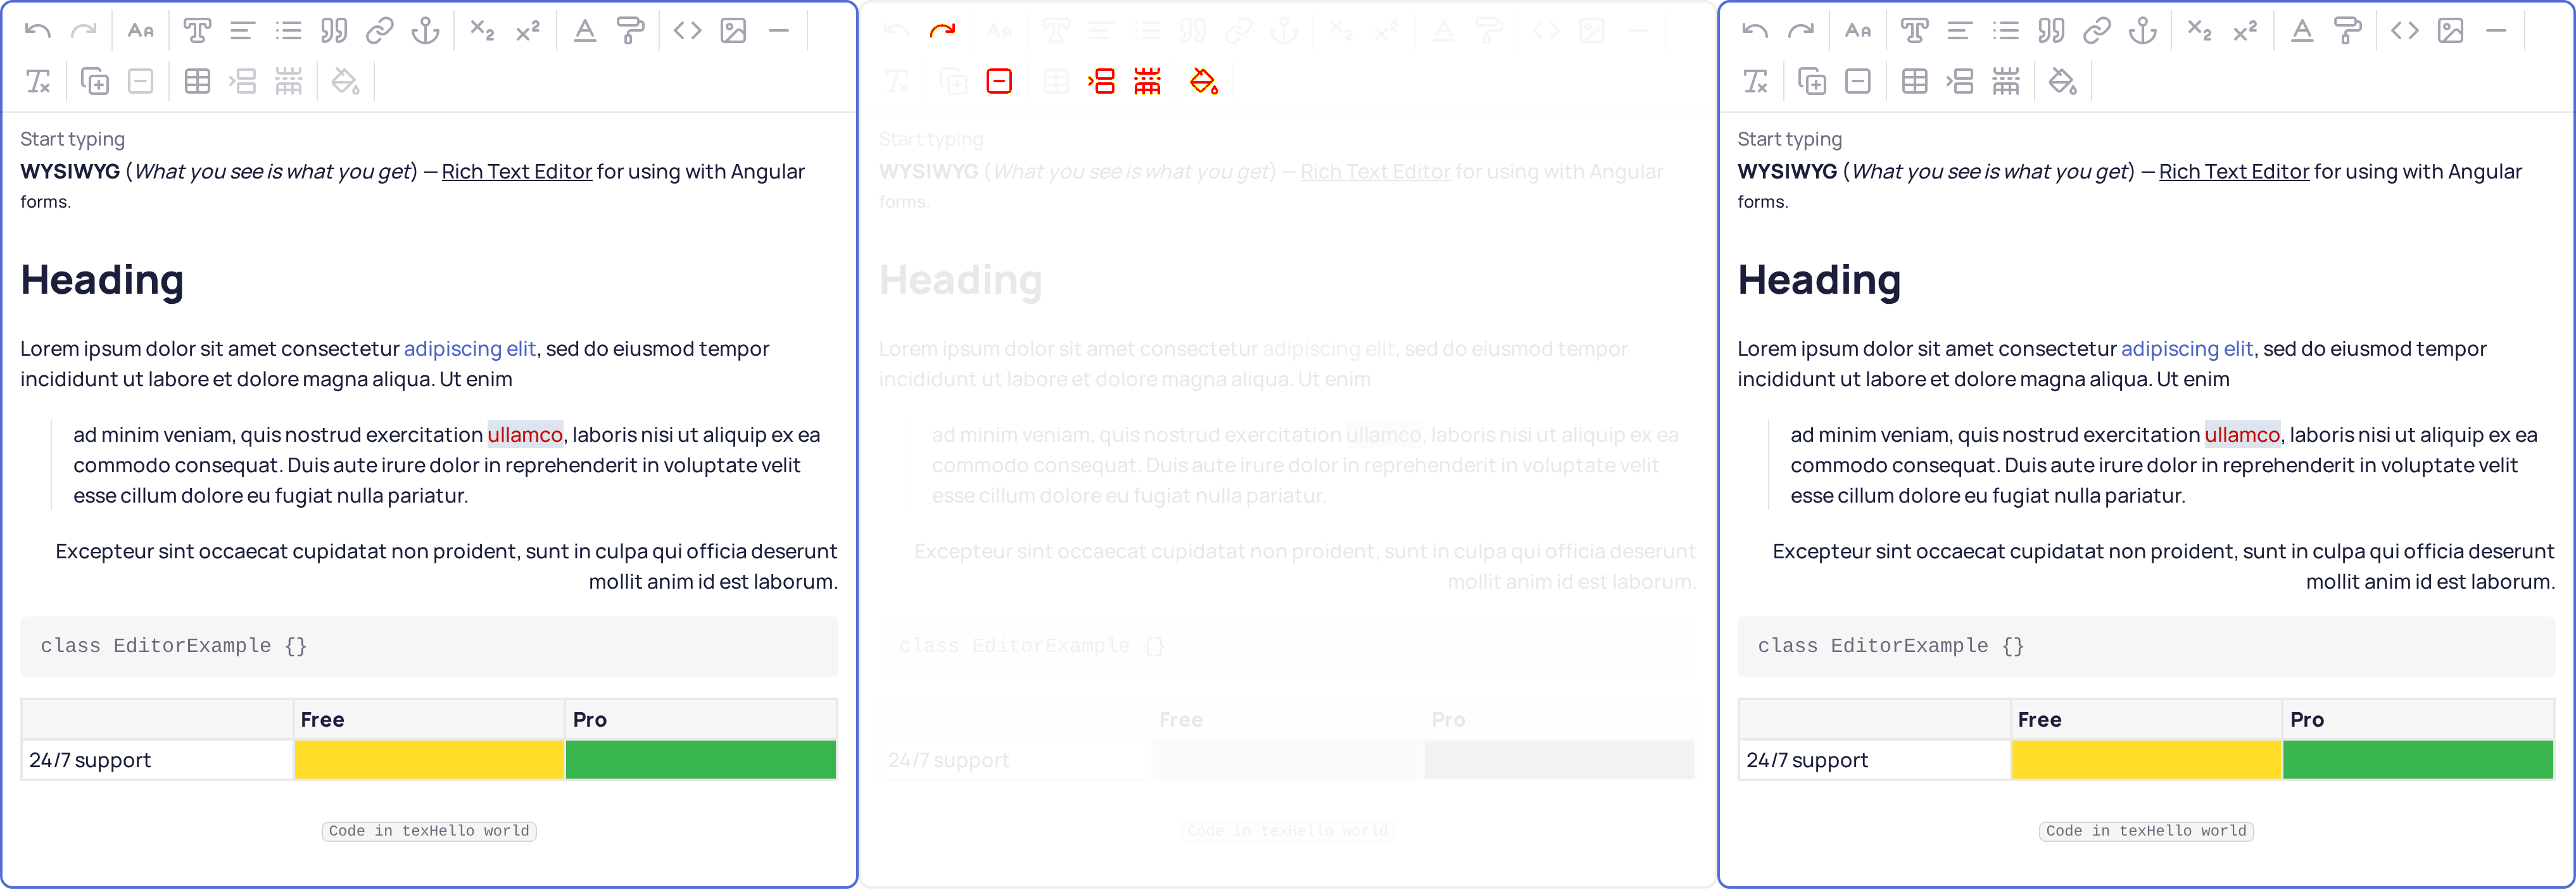 Start typing
WYSIWYG (What you see is what you get) — Rich Text Editor for using with Angular
forms.
Heading
Lorem ipsum dolor sit amet consectetur adipiscing elit, sed do eiusmod tempor
incididunt ut labore et dolore magna aliqua. Ut enim
ad minim veniam, quis nostrud exercitation ullamco, laboris nisi ut aliquip ex ea
commodo consequat. Duis aute irure dolor in reprehenderit in voluptate velit
esse cillum dolore eu fugiat nulla pariatur.
Excepteur sint occaecat cupidatat non proident, sunt in culpa qui officia deserunt
mollit anim id est laborum.
class EditorExample {}
Free Pro
24/7 support
Code in texHello world
Start typing
WYSIWYG (What you see is what you get) — Rich Text Editor for using with Angular
forms.
Heading
Lorem ipsum dolor sit amet consectetur adipiscing elit, sed do eiusmod tempor
incididunt ut labore et dolore magna aliqua. Ut enim
ad minim veniam, quis nostrud exercitation ullamco, laboris nisi ut aliquip ex ea
commodo consequat. Duis aute irure dolor in reprehenderit in voluptate velit
esse cillum dolore eu fugiat nulla pariatur.
Excepteur sint occaecat cupidatat non proident, sunt in culpa qui officia deserunt
mollit anim id est laborum.
class EditorExample {}
Free Pro
24/7 support
Code in texHello world
Start typing
WYSIWYG (What you see is what you get) — Rich Text Editor for using with Angular
forms.
Heading
Lorem ipsum dolor sit amet consectetur adipiscing elit, sed do eiusmod tempor
incididunt ut labore et dolore magna aliqua. Ut enim
ad minim veniam, quis nostrud exercitation ullamco, laboris nisi ut aliquip ex ea
commodo consequat. Duis aute irure dolor in reprehenderit in voluptate velit
esse cillum dolore eu fugiat nulla pariatur.
Excepteur sint occaecat cupidatat non proident, sunt in culpa qui officia deserunt
mollit anim id est laborum.
class EditorExample {}
Free Pro
24/7 support
Code in texHello world